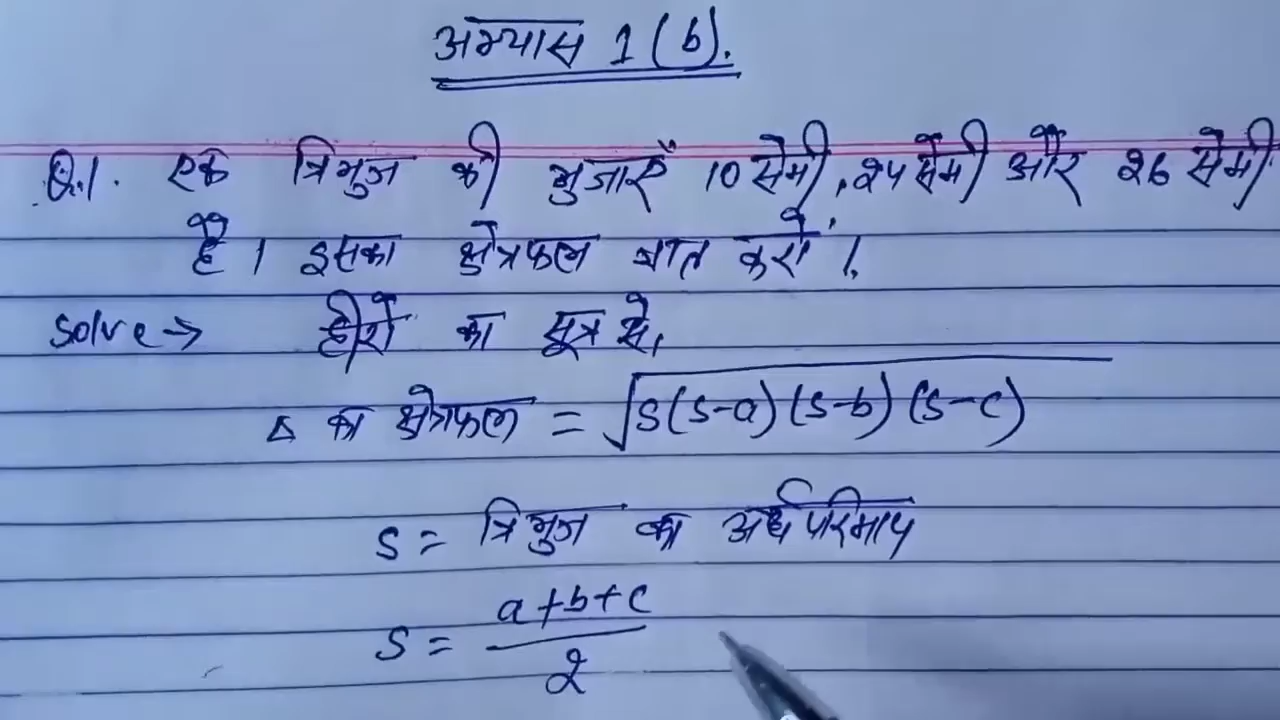 अभ्यास 1 (b).
Q.1. एक त्रिभुज की भुजाएँ 10 सेमी, 24 सेमी और 26 सेमी
है । इसका क्षेत्रफल ज्ञात करो ।
Solve → हीरो का सूत्र से,
Δ का क्षेत्रफल = √S(S-a) (S-b) (S-c)
S = त्रिभुज का अर्धपरिमाप
S = a+b+c
2